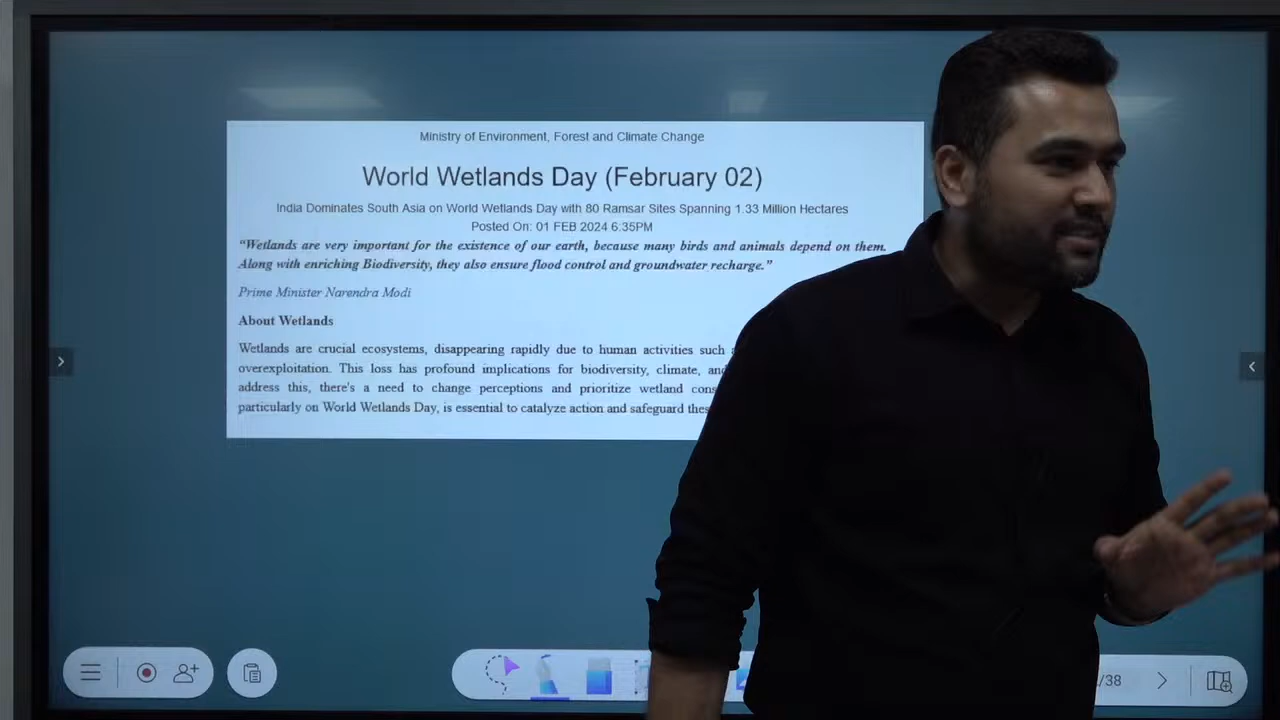 Ministry of Environment, Forest and Climate Change
World Wetlands Day (February 02)
India Dominates South Asia on World Wetlands Day with 80 Ramsar Sites Spanning 1.33 Million Hectares
Posted On: 01 FEB 2024 6:35PM
“Wetlands are very important for the existence of our earth, because many birds and animals depend on them.
Along with enriching Biodiversity, they also ensure flood control and groundwater recharge.”
Prime Minister Narendra Modi
About Wetlands
Wetlands are crucial ecosystems, disappearing rapidly due to human activities such
overexploitation. This loss has profound implications for biodiversity, climate, and
address this, there's a need to change perceptions and prioritize wetland
particularly on World Wetlands Day, is essential to catalyze action and safeguard
/38